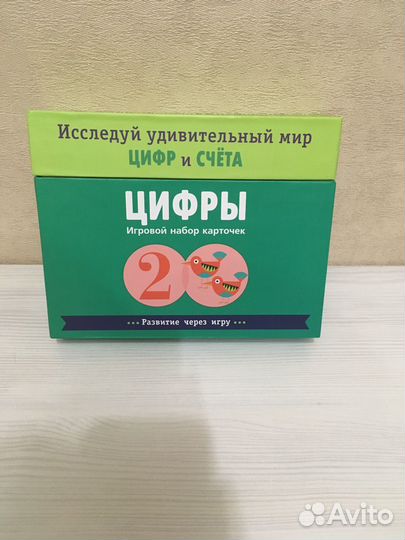 Исследуй удивительный мир
ЦИФР и СЧЁТА
ЦИФРЫ
Игровой набор карточек
2
Развитие через игру
Avito